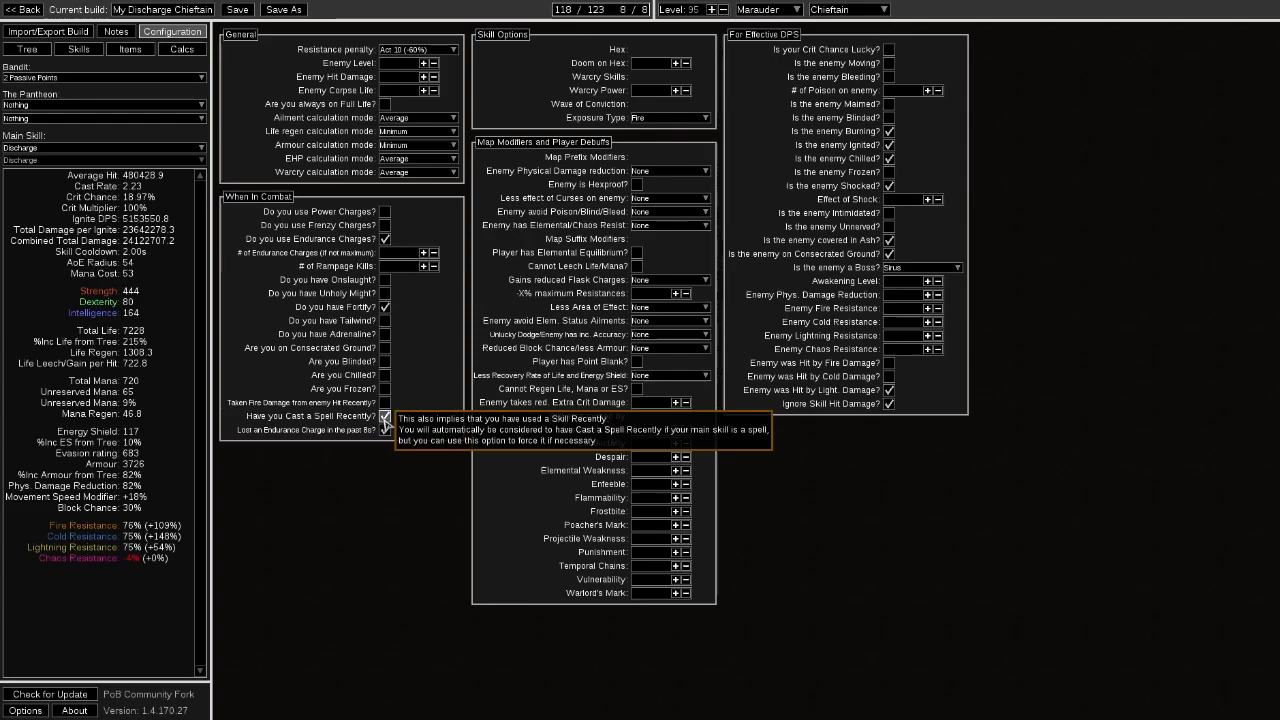 << Back
Current build: My Discharge Chieftain
Save
Save As
118 / 123 8 / 8
Level: 95
Marauder
Chieftain
Import/Export Build
Notes
Configuration
Tree
Skills
Items
Calcs
Bandit:
2 Passive Points
The Pantheon:
Nothing
Nothing
Main Skill:
Discharge
Discharge
Average Hit: 480428.9
Cast Rate: 2.23
Crit Chance: 18.97%
Crit Multiplier: 100%
Ignite DPS: 5153550.8
Total Damage per Ignite: 23642278.3
Combined Total Damage: 24122707.2
Skill Cooldown: 2.00s
AoE Radius: 54
Mana Cost: 53
Strength: 444
Dexterity: 80
Intelligence: 164
Total Life: 7228
%Inc Life from Tree: 215%
Life Regen: 1308.3
Life Leech/Gain per Hit: 722.8
Total Mana: 720
Unreserved Mana: 65
Unreserved Mana: 9%
Mana Regen: 46.8
Energy Shield: 117
%Inc ES from Tree: 10%
Evasion rating: 683
Armour: 3726
%Inc Armour from Tree: 82%
Phys. Damage Reduction: 82%
Movement Speed Modifier: +18%
Block Chance: 30%
Fire Resistance: 76% (+109%)
Cold Resistance: 75% (+148%)
Lightning Resistance: 75% (+54%)
Chaos Resistance: -4% (+0%)
Check for Update
PoB Community Fork
Options
About
Version: 1.4.170.27
General
Resistance penalty: Act 10 (-60%)
Enemy Level:
Enemy Hit Damage:
Enemy Corpse Life:
Are you always on Full Life?
Ailment calculation mode: Average
Life regen calculation mode: Minimum
Armour calculation mode: Minimum
EHP calculation mode: Average
Warcry calculation mode: Average
When In Combat
Do you use Power Charges?
Do you use Frenzy Charges?
Do you use Endurance Charges?
# of Endurance Charges (if not maximum):
# of Rampage Kills:
Do you have Onslaught?
Do you have Unholy Might?
Do you have Fortify?
Do you have Tailwind?
Do you have Adrenaline?
Are you on Consecrated Ground?
Are you Blinded?
Are you Chilled?
Are you Frozen?
Taken Fire Damage from enemy Hit Recently?
Have you Cast a Spell Recently?
Lost an Endurance Charge in the past 8s?
This also implies that you have used a Skill Recently.
You will automatically be considered to have Cast a Spell Recently if your main skill is a spell,
but you can use this option to force it if necessary.
Skill Options
Hex:
Doom on Hex:
Warcry Skills:
Warcry Power:
Wave of Conviction:
Exposure Type: Fire
Map Modifiers and Player Debuffs
Map Prefix Modifiers:
Enemy Physical Damage reduction: None
Enemy is Hexproof?
Less effect of Curses on enemy: None
Enemy avoid Poison/Blind/Bleed: None
Enemy has Elemental/Chaos Resist: None
Map Suffix Modifiers:
Player has Elemental Equilibrium?
Cannot Leech Life/Mana?
Gains reduced Flask Charges: None
-X% maximum Resistances:
Less Area of Effect: None
Enemy avoid Elem. Status Ailments: None
Unlucky Dodge/Enemy has inc. Accuracy: None
Reduced Block Chance/less Armour: None
Player has Point Blank?
Less Recovery Rate of Life and Energy Shield: None
Cannot Regen Life, Mana or ES?
Enemy takes red. Extra Crit Damage:
Despair:
Elemental Weakness:
Enfeeble:
Flammability:
Frostbite:
Poacher's Mark:
Projectile Weakness:
Punishment:
Temporal Chains:
Vulnerability:
Warlord's Mark:
For Effective DPS
Is your Crit Chance Lucky?
Is the enemy Moving?
Is the enemy Bleeding?
# of Poison on enemy:
Is the enemy Maimed?
Is the enemy Blinded?
Is the enemy Burning?
Is the enemy Ignited?
Is the enemy Chilled?
Is the enemy Frozen?
Is the enemy Shocked?
Effect of Shock:
Is the enemy Intimidated?
Is the enemy Unnerved?
Is the enemy covered in Ash?
Is the enemy on Consecrated Ground?
Is the enemy a Boss? Sirus
Awakening Level:
Enemy Phys. Damage Reduction:
Enemy Fire Resistance:
Enemy Cold Resistance:
Enemy Lightning Resistance:
Enemy Chaos Resistance:
Enemy was Hit by Fire Damage?
Enemy was Hit by Cold Damage?
Enemy was Hit by Light. Damage?
Ignore Skill Hit Damage?